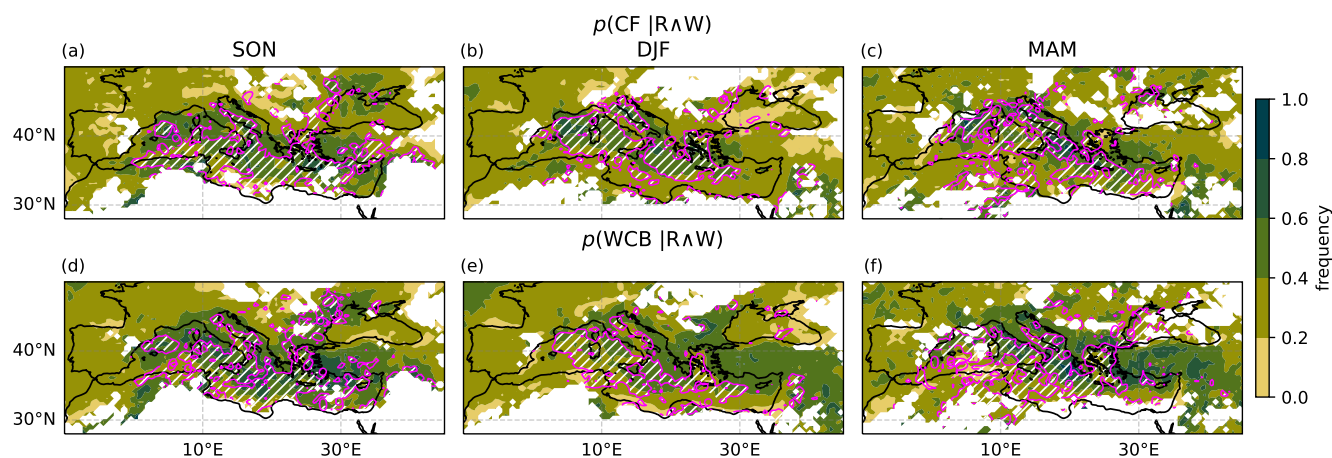 p(CF |R∧W)
(a) SON (b) DJF (c) MAM
40°N
30°N
p(WCB |R∧W)
(d) (e) (f)
40°N
30°N
10°E 30°E 10°E 30°E 10°E 30°E
1.0
0.8
0.6
0.4
0.2
0.0
frequency